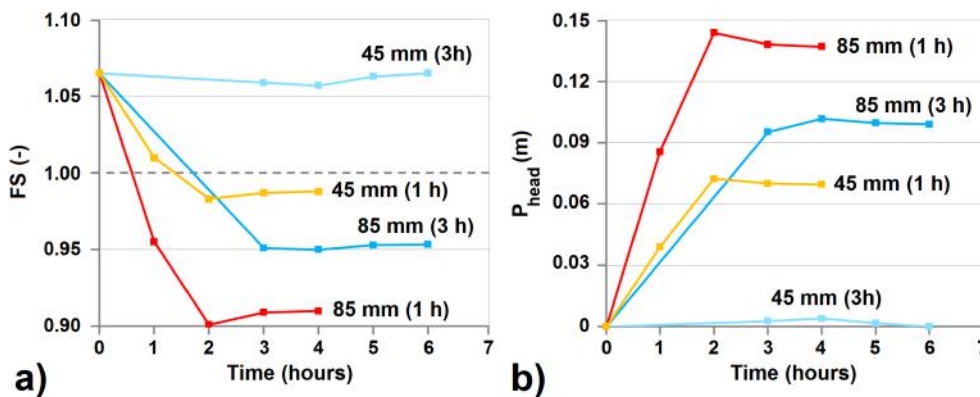 1.10
1.05
1.00
0.95
0.90
FS (-)
45 mm (3h)
45 mm (1 h)
85 mm (3 h)
85 mm (1 h)
0 1 2 3 4 5 6 7
Time (hours)
a)
0.15
0.12
0.09
0.06
0.03
0
Phead (m)
85 mm (1 h)
85 mm (3 h)
45 mm (1 h)
45 mm (3h)
0 1 2 3 4 5 6 7
Time (hours)
b)